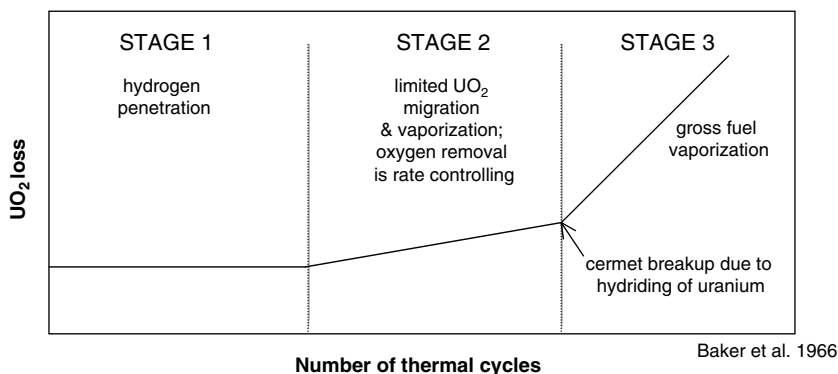 STAGE 1
hydrogen
penetration
STAGE 2
limited UO₂
migration
& vaporization;
oxygen removal
is rate controlling
STAGE 3
gross fuel
vaporization
cermet breakup due to
hydriding of uranium
UO₂ loss
Number of thermal cycles
Baker et al. 1966